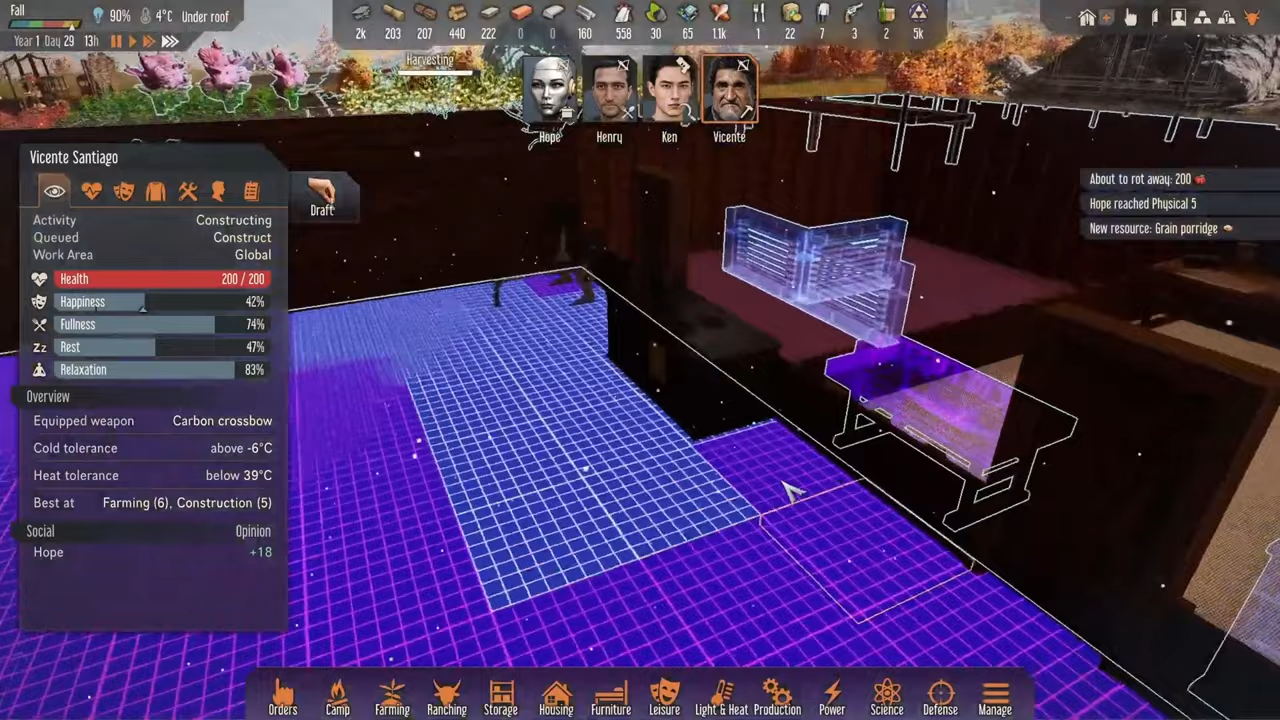 Fall
90%
4°C
Under roof
Year 1 Day 29 13h
2k 203 207 440 222 0 0 160 558 30 65 1.1k 1 22 7 3 2 5k
Harvesting
Hope Henry Ken Vicente
Vicente Santiago
Draft
Activity Constructing
Queued Construct
Work Area Global
Health 200 / 200
Happiness 42%
Fullness 74%
Zz Rest 47%
Relaxation 83%
Overview
Equipped weapon Carbon crossbow
Cold tolerance above -6°C
Heat tolerance below 39°C
Best at Farming (6), Construction (5)
Social Opinion
Hope +18
About to rot away: 200
Hope reached Physical 5
New resource: Grain porridge
Orders Camp Farming Ranching Storage Housing Furniture Leisure Light & Heat Production Power Science Defense Manage